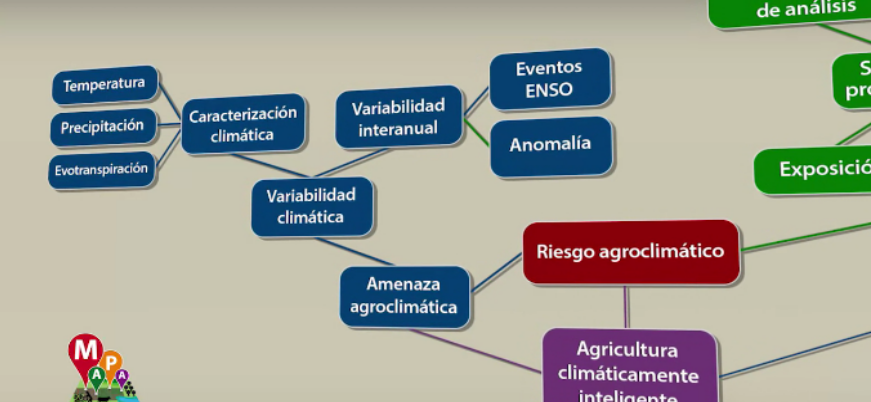 de análisis
Eventos
ENSO
Temperatura
Caracterización
climática
Variabilidad
interanual
Precipitación
Anomalía
Evotranspiración
Exposició
Variabilidad
climática
Riesgo agroclimático
Amenaza
agroclimática
Agricultura
climáticamente
inteligente
M
A
P
A